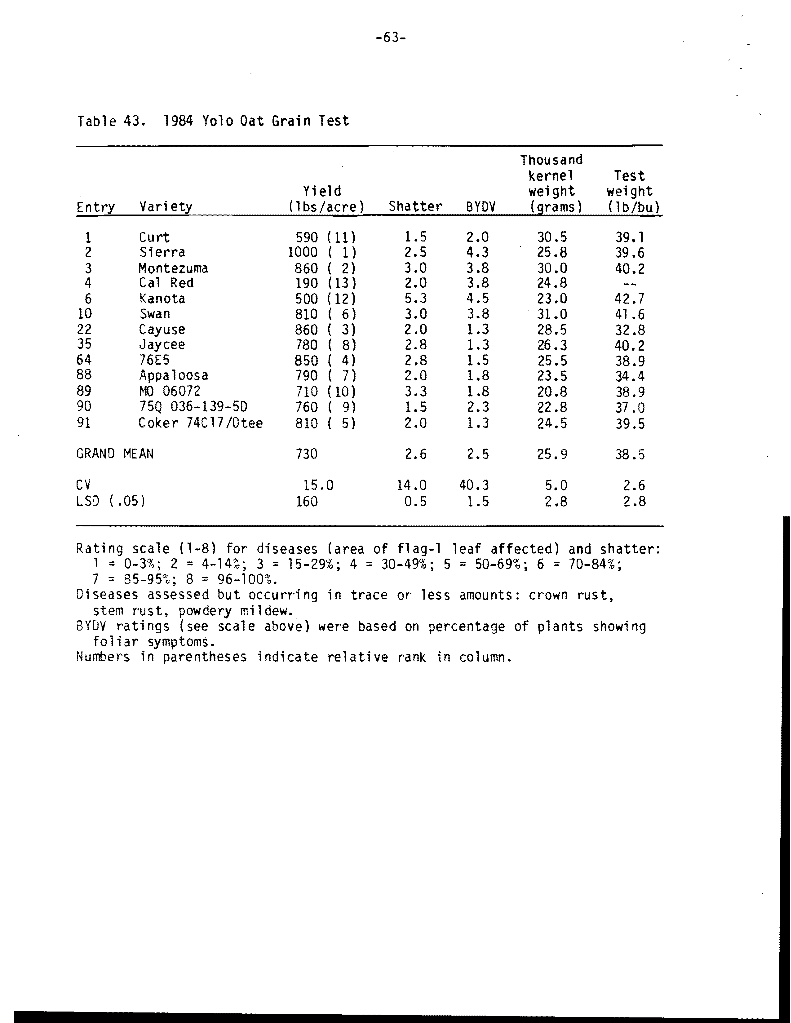 -63-
Table 43. 1984 Yolo Oat Grain Test
Thousand
kernel Test
Yield weight weight
Entry Variety (lbs/acre) Shatter BYDV (grams) (lb/bu)
1 Curt 590 (11) 1.5 2.0 30.5 39.1
2 Sierra 1000 ( 1) 2.5 4.3 25.8 39.6
3 Montezuma 860 ( 2) 3.0 3.8 30.0 40.2
4 Cal Red 190 (13) 2.0 3.8 24.8 --
6 Kanota 500 (12) 5.3 4.5 23.0 42.7
10 Swan 810 ( 6) 3.0 3.8 31.0 41.6
22 Cayuse 860 ( 3) 2.0 1.3 28.5 32.8
35 Jaycee 780 ( 8) 2.8 1.3 26.3 40.2
64 76E5 850 ( 4) 2.8 1.5 25.5 38.9
88 Appaloosa 790 ( 7) 2.0 1.8 23.5 34.4
89 MO 06072 710 (10) 3.3 1.8 20.8 38.9
90 75Q 036-139-5D 760 ( 9) 1.5 2.3 22.8 37.0
91 Coker 74C17/Otee 810 ( 5) 2.0 1.3 24.5 39.5
GRAND MEAN 730 2.6 2.5 25.9 38.5
CV 15.0 14.0 40.3 5.0 2.6
LSD (.05) 160 0.5 1.5 2.8 2.8
Rating scale (1-8) for diseases (area of flag-1 leaf affected) and shatter:
1 = 0-3%; 2 = 4-14%; 3 = 15-29%; 4 = 30-49%; 5 = 50-69%; 6 = 70-84%;
7 = 85-95%; 8 = 96-100%.
Diseases assessed but occurring in trace or less amounts: crown rust,
stem rust, powdery mildew.
BYDV ratings (see scale above) were based on percentage of plants showing
foliar symptoms.
Numbers in parentheses indicate relative rank in column.